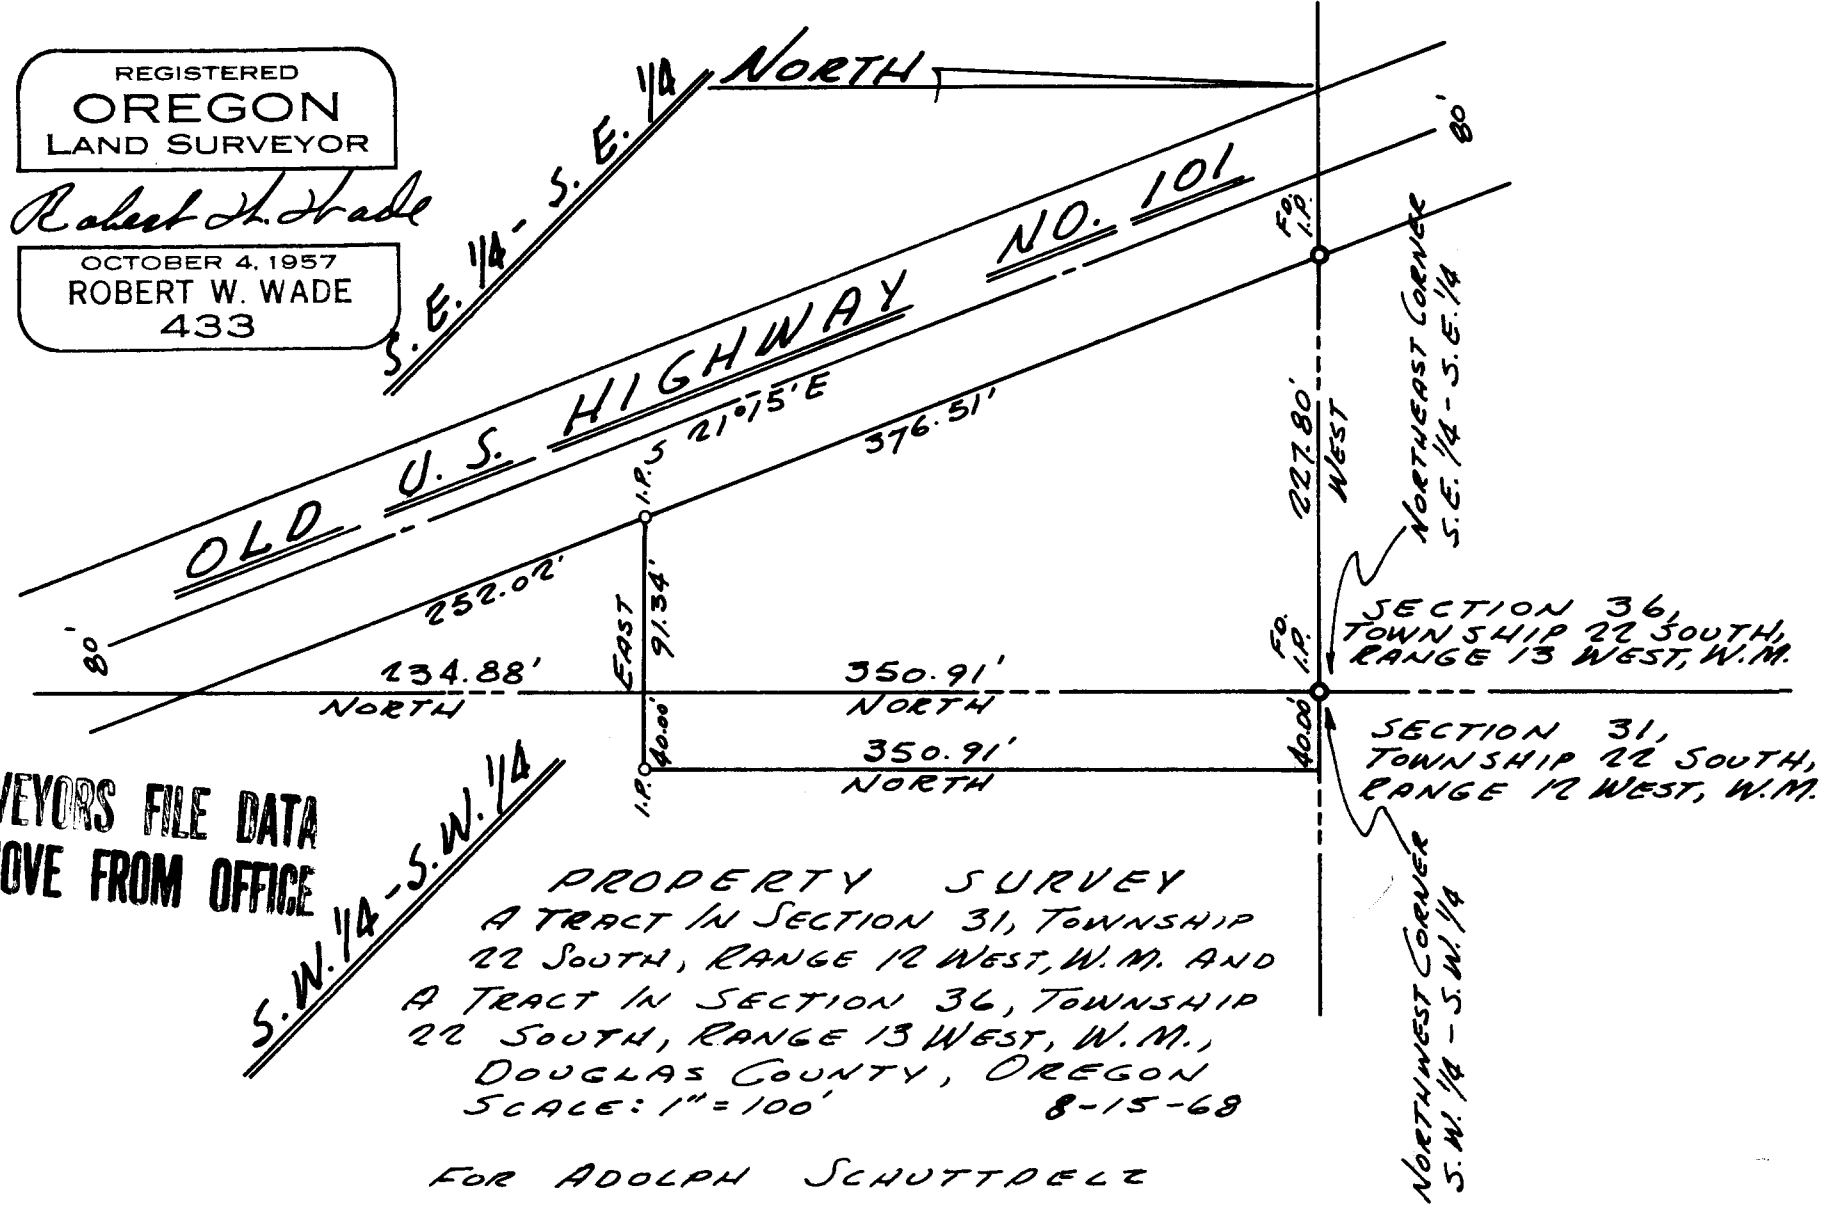 REGISTERED
OREGON
LAND SURVEYOR
Robert W. Wade
OCTOBER 4, 1957
ROBERT W. WADE
433
S. E. 1/4 - S. E. 1/4
NORTH
OLD U. S. HIGHWAY NO. 101
80'
80'
S 21°15' E
376.51'
252.02'
I.P.
FO. I.P.
227.80'
WEST
NORTHEAST CORNER
S.E. 1/4 - S.E. 1/4
EAST
91.34'
234.88'
NORTH
350.91'
NORTH
FO. I.P.
SECTION 36,
TOWNSHIP 22 SOUTH,
RANGE 13 WEST, W.M.
40.00'
350.91'
NORTH
I.P.
40.00'
SECTION 31,
TOWNSHIP 22 SOUTH,
RANGE 12 WEST, W.M.
NORTHWEST CORNER
S.W. 1/4 - S.W. 1/4
VEYORS FILE DATA
OVE FROM OFFICE
S. W. 1/4 - S. W. 1/4
PROPERTY SURVEY
A TRACT IN SECTION 31, TOWNSHIP
22 SOUTH, RANGE 12 WEST, W.M. AND
A TRACT IN SECTION 36, TOWNSHIP
22 SOUTH, RANGE 13 WEST, W.M.,
DOUGLAS COUNTY, OREGON
SCALE: 1" = 100' 8-15-68
FOR ADOLPH SCHUTTPELZ